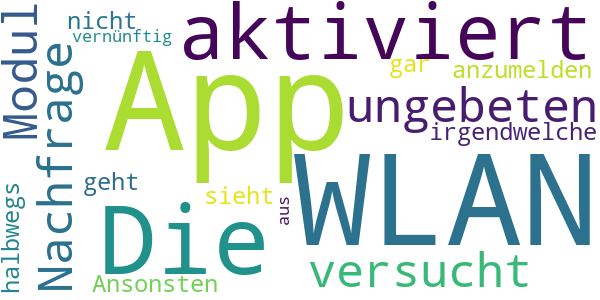 nicht
vernünftig
aktiviert
Modul
Nachfrage
App
gar
anzumelden
ungebeten
irgendwelche
WLAN
geht
sieht
halbwegs
Die
aus
Ansonsten
versucht